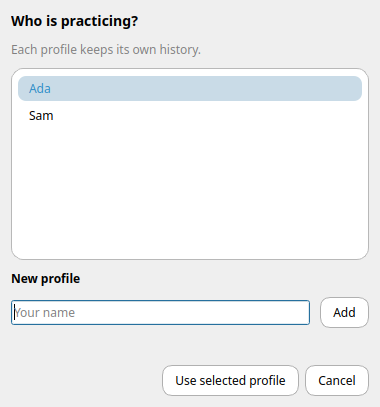 Who is practicing?
Each profile keeps its own history.
Ada
Sam
New profile
Your name
Add
Use selected profile
Cancel